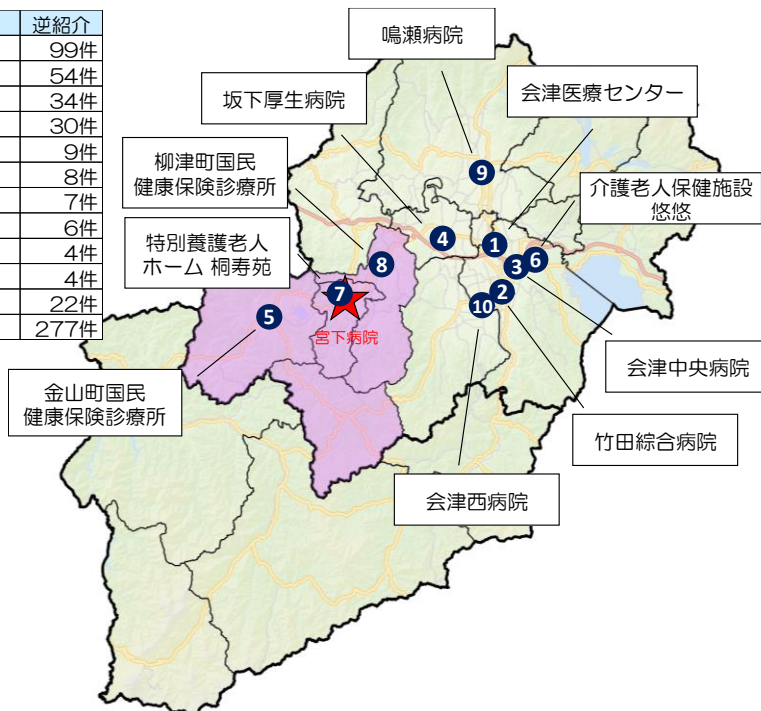 逆紹介
99件
54件
34件
30件
9件
8件
7件
6件
4件
4件
22件
277件
鳴瀬病院
坂下厚生病院
会津医療センター
柳津町国民
健康保険診療所
介護老人保健施設
悠悠
特別養護老人
ホーム 桐寿苑
9
4
1
8
3
6
7
5
10
2
宮下病院
会津中央病院
金山町国民
健康保険診療所
竹田綜合病院
会津西病院